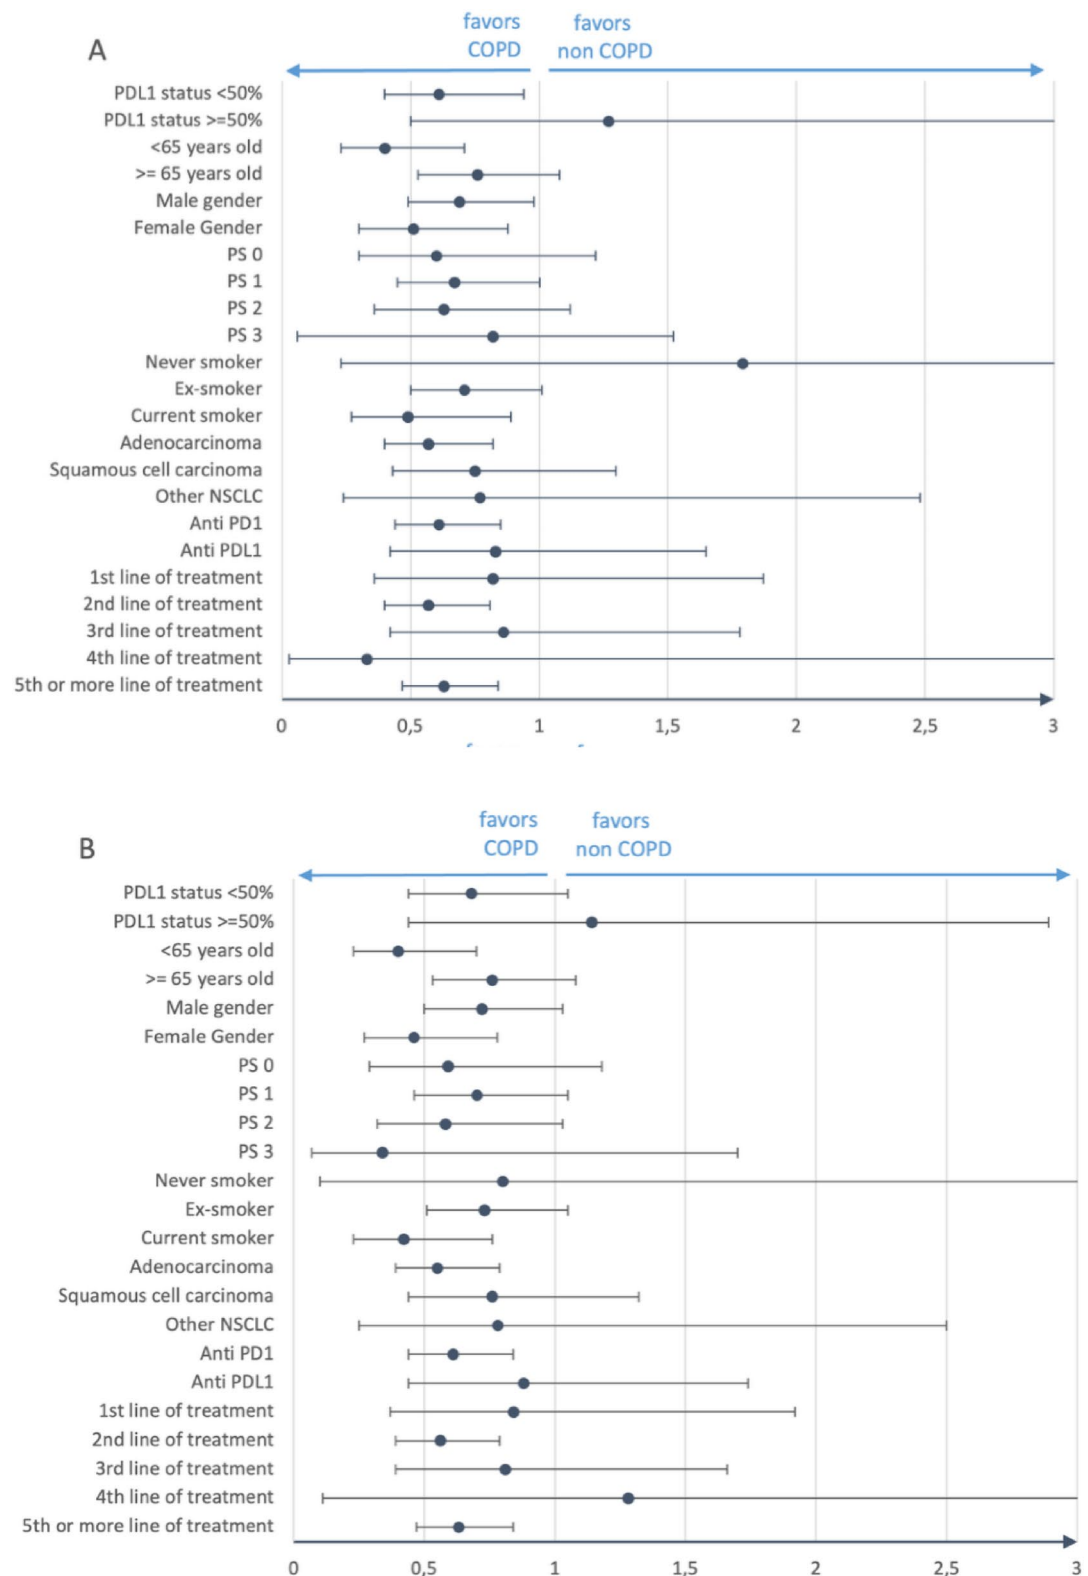 A
favors
COPD
favors
non COPD
PDL1 status <50%
PDL1 status >=50%
<65 years old
>= 65 years old
Male gender
Female Gender
PS 0
PS 1
PS 2
PS 3
Never smoker
Ex-smoker
Current smoker
Adenocarcinoma
Squamous cell carcinoma
Other NSCLC
Anti PD1
Anti PDL1
1st line of treatment
2nd line of treatment
3rd line of treatment
4th line of treatment
5th or more line of treatment
0 0,5 1 1,5 2 2,5 3
B
favors
COPD
favors
non COPD
PDL1 status <50%
PDL1 status >=50%
<65 years old
>= 65 years old
Male gender
Female Gender
PS 0
PS 1
PS 2
PS 3
Never smoker
Ex-smoker
Current smoker
Adenocarcinoma
Squamous cell carcinoma
Other NSCLC
Anti PD1
Anti PDL1
1st line of treatment
2nd line of treatment
3rd line of treatment
4th line of treatment
5th or more line of treatment
0 0,5 1 1,5 2 2,5 3